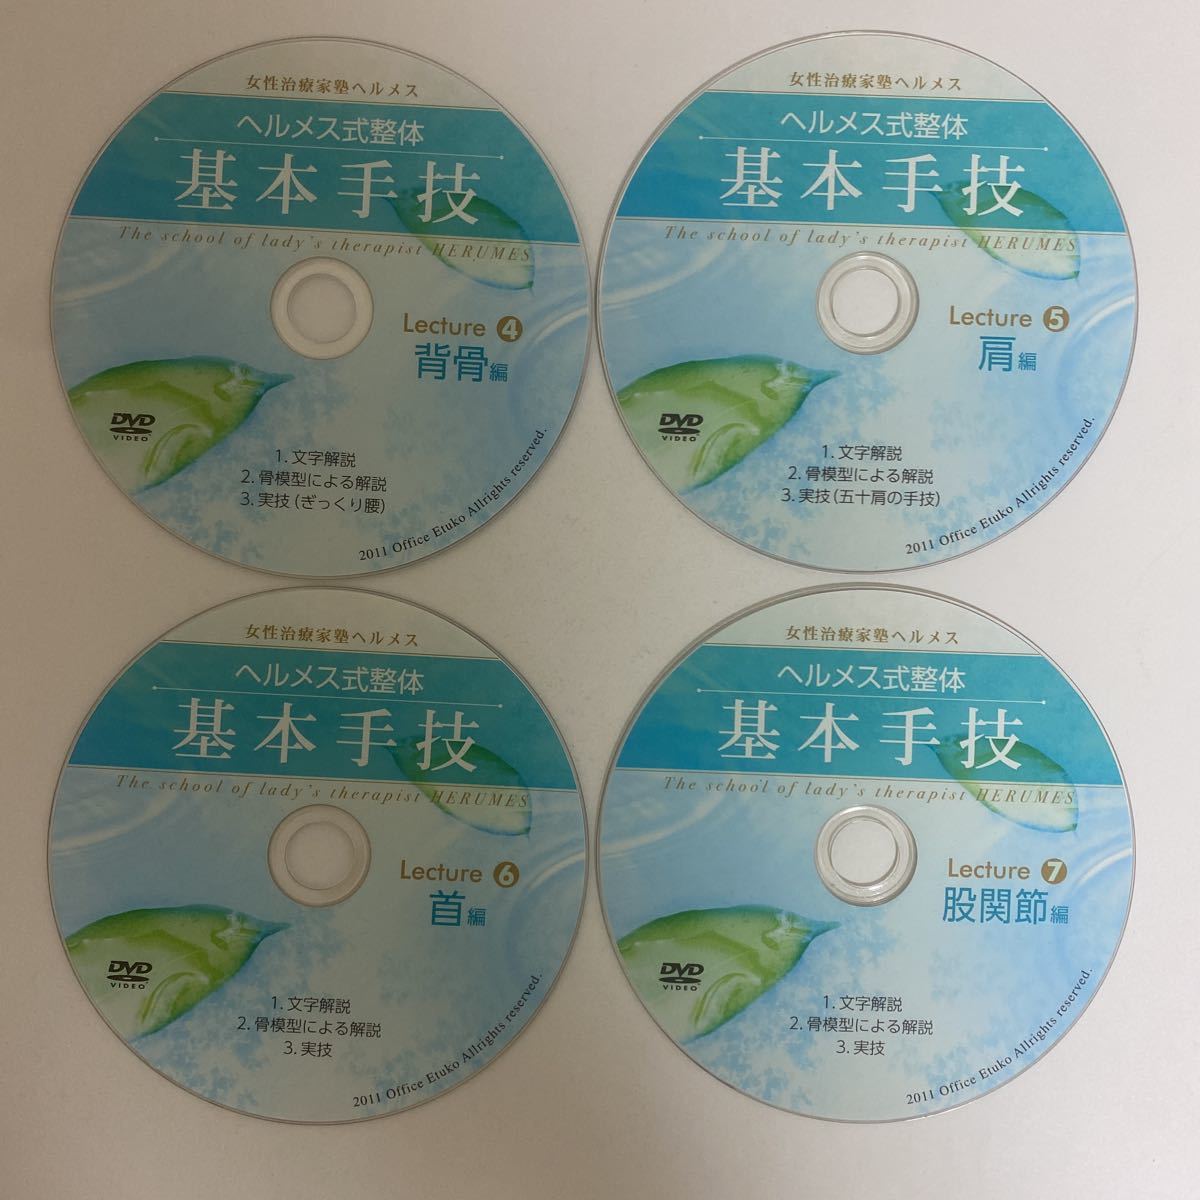 女性治療家塾ヘルメス
ヘルメス式整体
基本手技
The school of lady's therapist HERUMES
Lecture 4
背骨編
DVD
VIDEO
1. 文字解説
2. 骨模型による解説
3. 実技(ぎっくり腰)
2011 Office Etuko Allrights reserved.
女性治療家塾ヘルメス
ヘルメス式整体
基本手技
The school of lady's therapist HERUMES
Lecture 5
肩編
DVD
VIDEO
1. 文字解説
2. 骨模型による解説
3. 実技(五十肩の手技)
2011 Office Etuko Allrights reserved.
女性治療家塾ヘルメス
ヘルメス式整体
基本手技
The school of lady's therapist HERUMES
Lecture 6
首編
DVD
VIDEO
1. 文字解説
2. 骨模型による解説
3. 実技
2011 Office Etuko Allrights reserved.
女性治療家塾ヘルメス
ヘルメス式整体
基本手技
The school of lady's therapist HERUMES
Lecture 7
股関節編
DVD
VIDEO
1. 文字解説
2. 骨模型による解説
3. 実技
2011 Office Etuko Allrights reserved.